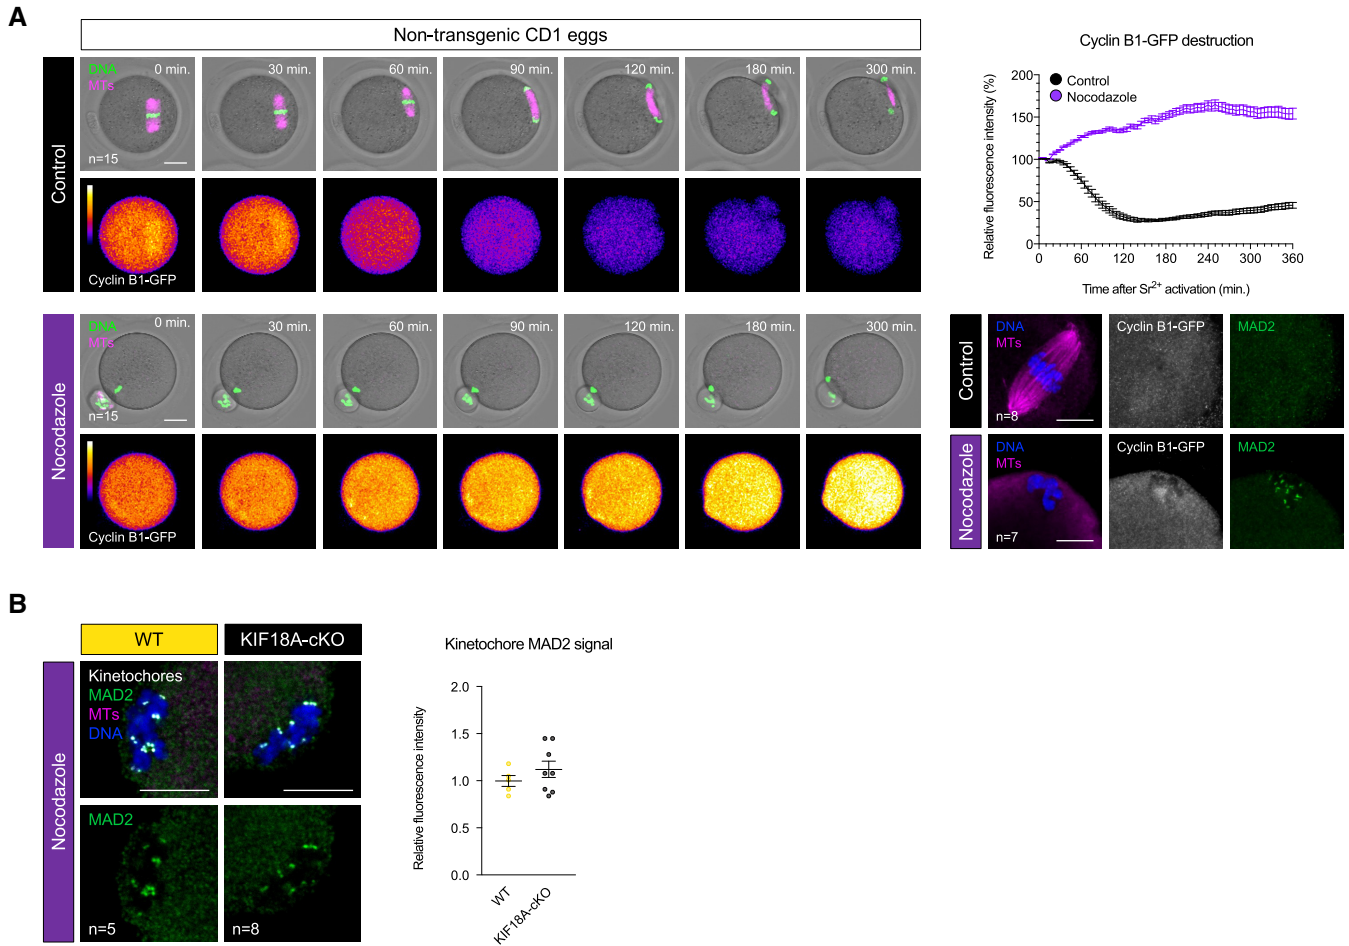 A
Non-transgenic CD1 eggs
Control
DNA
MTs
0 min.
30 min.
60 min.
90 min.
120 min.
180 min.
300 min.
n=15
Cyclin B1-GFP
Nocodazole
DNA
MTs
0 min.
30 min.
60 min.
90 min.
120 min.
180 min.
300 min.
n=15
Cyclin B1-GFP
Cyclin B1-GFP destruction
Relative fluorescence intensity (%)
200
150
100
50
0
Control
Nocodazole
0 60 120 180 240 300 360
Time after Sr²⁺ activation (min.)
Control
DNA
MTs
n=8
Cyclin B1-GFP
MAD2
Nocodazole
DNA
MTs
n=7
Cyclin B1-GFP
MAD2
B
WT
KIF18A-cKO
Nocodazole
Kinetochores
MAD2
MTs
DNA
MAD2
n=5
n=8
Kinetochore MAD2 signal
Relative fluorescence intensity
2.0
1.5
1.0
0.5
0.0
WT
KIF18A-cKO